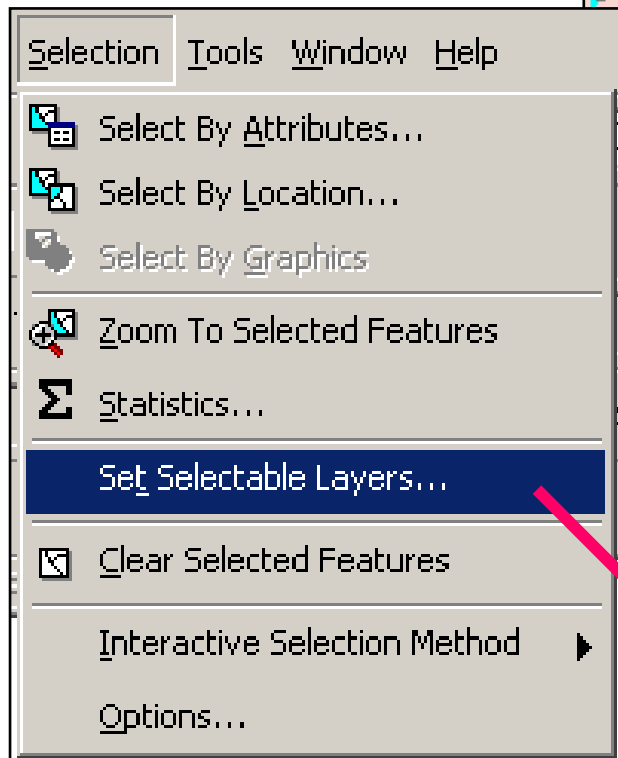 Selection Tools Window Help
Select By Attributes...
Select By Location...
Select By Graphics
Zoom To Selected Features
Statistics...
Set Selectable Layers...
Clear Selected Features
Interactive Selection Method
Options...